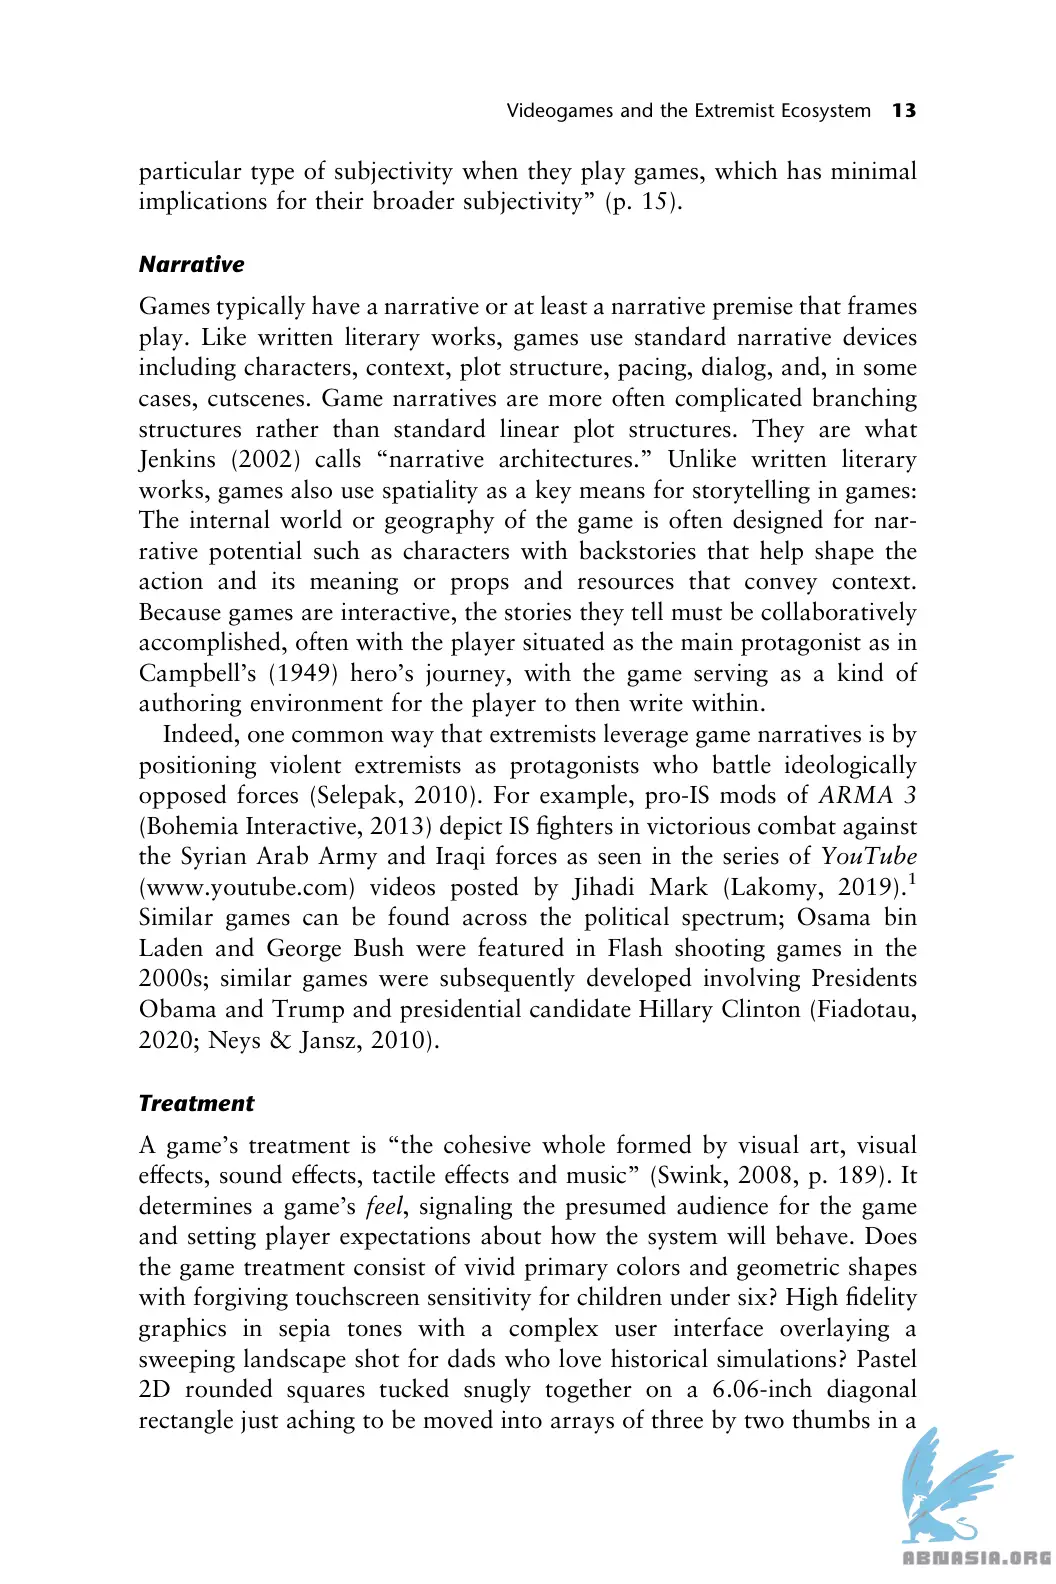 Videogames and the Extremist Ecosystem 13
particular type of subjectivity when they play games, which has minimal
implications for their broader subjectivity” (p. 15).
Narrative
Games typically have a narrative or at least a narrative premise that frames
play. Like written literary works, games use standard narrative devices
including characters, context, plot structure, pacing, dialog, and, in some
cases, cutscenes. Game narratives are more often complicated branching
structures rather than standard linear plot structures. They are what
Jenkins (2002) calls “narrative architectures.” Unlike written literary
works, games also use spatiality as a key means for storytelling in games:
The internal world or geography of the game is often designed for nar-
rative potential such as characters with backstories that help shape the
action and its meaning or props and resources that convey context.
Because games are interactive, the stories they tell must be collaboratively
accomplished, often with the player situated as the main protagonist as in
Campbell’s (1949) hero’s journey, with the game serving as a kind of
authoring environment for the player to then write within.
Indeed, one common way that extremists leverage game narratives is by
positioning violent extremists as protagonists who battle ideologically
opposed forces (Selepak, 2010). For example, pro-IS mods of ARMA 3
(Bohemia Interactive, 2013) depict IS fighters in victorious combat against
the Syrian Arab Army and Iraqi forces as seen in the series of YouTube
(www.youtube.com) videos posted by Jihadi Mark (Lakomy, 2019).1
Similar games can be found across the political spectrum; Osama bin
Laden and George Bush were featured in Flash shooting games in the
2000s; similar games were subsequently developed involving Presidents
Obama and Trump and presidential candidate Hillary Clinton (Fiadotau,
2020; Neys & Jansz, 2010).
Treatment
A game’s treatment is “the cohesive whole formed by visual art, visual
effects, sound effects, tactile effects and music” (Swink, 2008, p. 189). It
determines a game’s feel, signaling the presumed audience for the game
and setting player expectations about how the system will behave. Does
the game treatment consist of vivid primary colors and geometric shapes
with forgiving touchscreen sensitivity for children under six? High fidelity
graphics in sepia tones with a complex user interface overlaying a
sweeping landscape shot for dads who love historical simulations? Pastel
2D rounded squares tucked snugly together on a 6.06-inch diagonal
rectangle just aching to be moved into arrays of three by two thumbs in a
ABNASIA.ORG